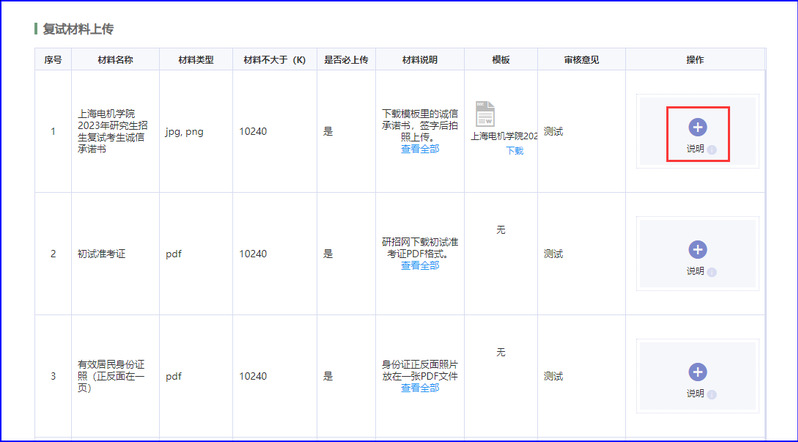 复试材料上传
序号 材料名称 材料类型 材料不大于（K） 是否必上传 材料说明 模板 审核意见 操作
1
上海电机学院
2023年研究生招
生复试考生诚信
承诺书
jpg, png
10240
是
下载模板里的诚信
承诺书，签字后拍
照上传。
查看全部
上海电机学院202
下载
测试
说明
2
初试准考证
pdf
10240
是
研招网下载初试准
考证PDF格式。
查看全部
无
测试
说明
3
有效居民身份证
照（正反面在一
页）
pdf
10240
是
身份证正反面照片
放在一张PDF文件
查看全部
无
测试
说明